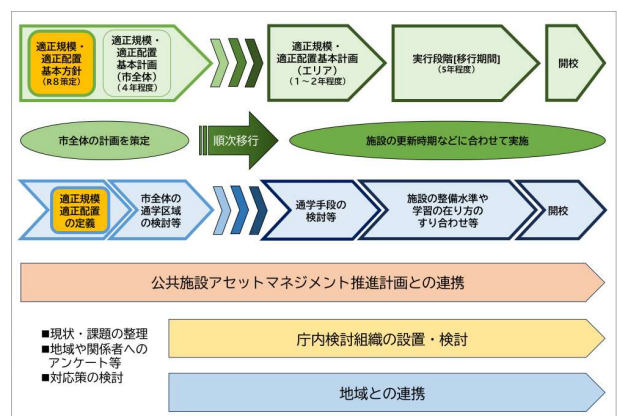 適正規模・
適正配置
基本方針
(R8策定)
適正規模・
適正配置
基本計画
(市全体)
(4年程度)
適正規模・
適正配置基本計画
(エリア)
(1~2年程度)
実行段階[移行期間]
(5年程度)
開校
市全体の計画を策定
順次移行
施設の更新時期などに合わせて実施
適正規模
適正配置
の定義
市全体の
通学区域
の検討等
通学手段の
検討等
施設の整備水準や
学習の在り方の
すり合わせ等
開校
公共施設アセットマネジメント推進計画との連携
■現状・課題の整理
■地域や関係者への
アンケート等
■対応策の検討
庁内検討組織の設置・検討
地域との連携